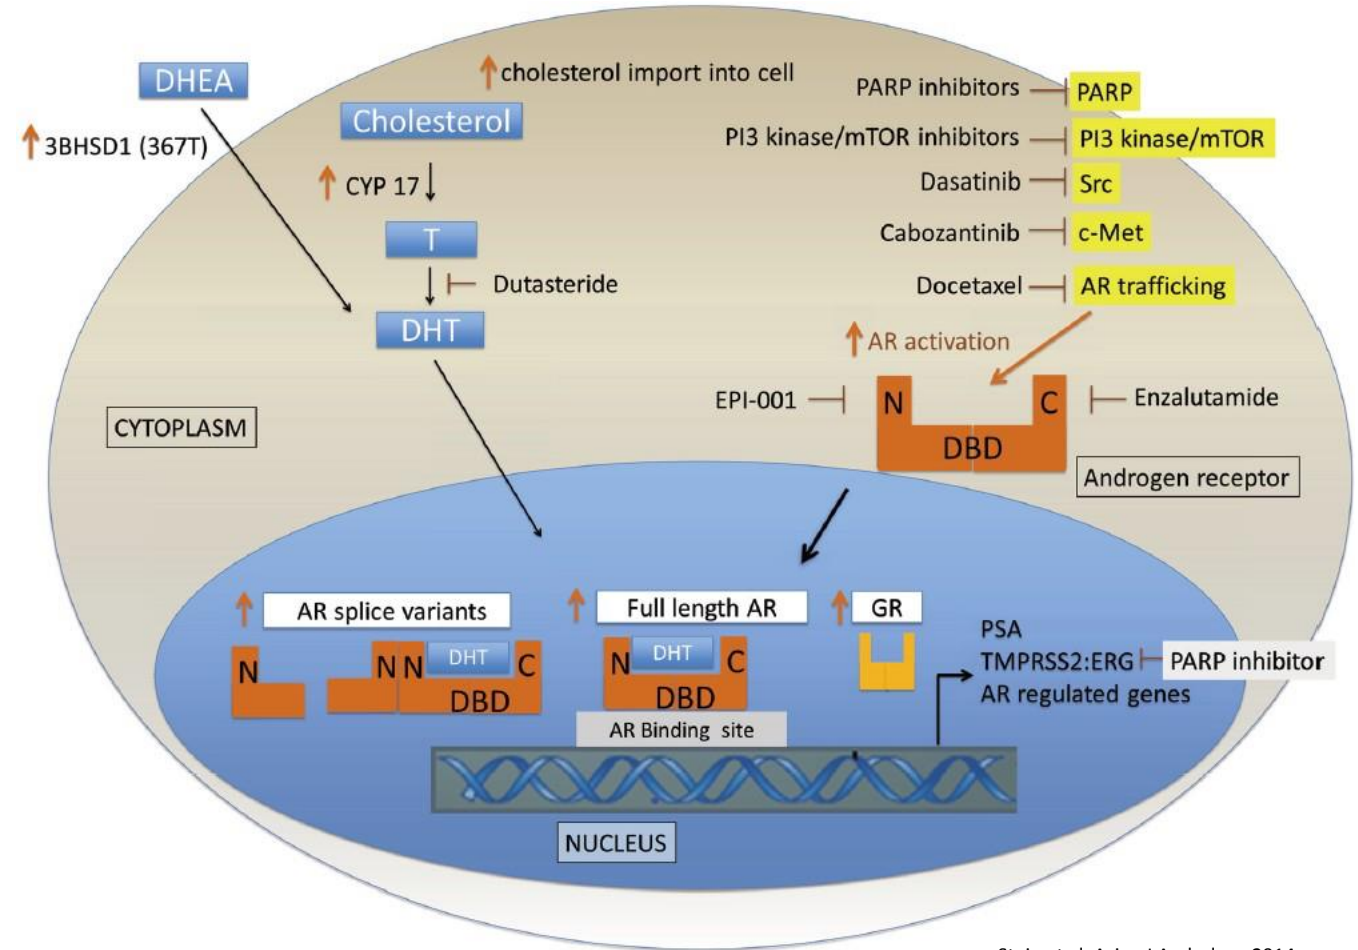 DHEA
3BHSD1 (367T)
cholesterol import into cell
Cholesterol
CYP 17
T
Dutasteride
DHT
PARP inhibitors
PARP
PI3 kinase/mTOR inhibitors
PI3 kinase/mTOR
Dasatinib
Src
Cabozantinib
c-Met
Docetaxel
AR trafficking
AR activation
EPI-001
N
C
DBD
Enzalutamide
Androgen receptor
CYTOPLASM
AR splice variants
N
N
N
DHT
C
DBD
Full length AR
N
DHT
C
DBD
AR Binding site
GR
PSA
TMPRSS2:ERG
AR regulated genes
PARP inhibitor
NUCLEUS